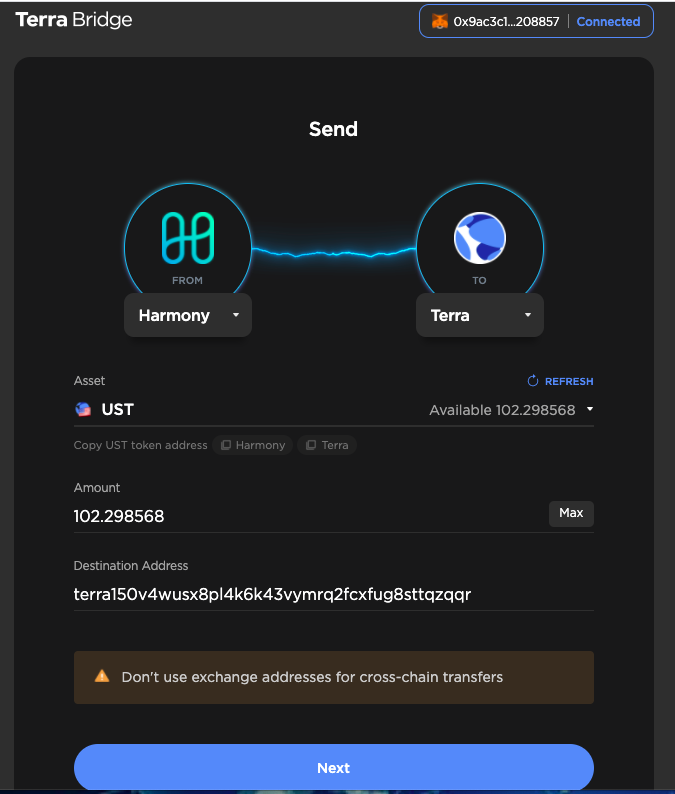 Terra Bridge
0x9ac3c1...208857 | Connected
Send
FROM
TO
Harmony
Terra
Asset
REFRESH
UST
Available 102.298568
Copy UST token address Harmony Terra
Amount
102.298568
Max
Destination Address
terra150v4wusx8pl4k6k43vymrq2fcxfug8sttqzqqr
Don't use exchange addresses for cross-chain transfers
Next